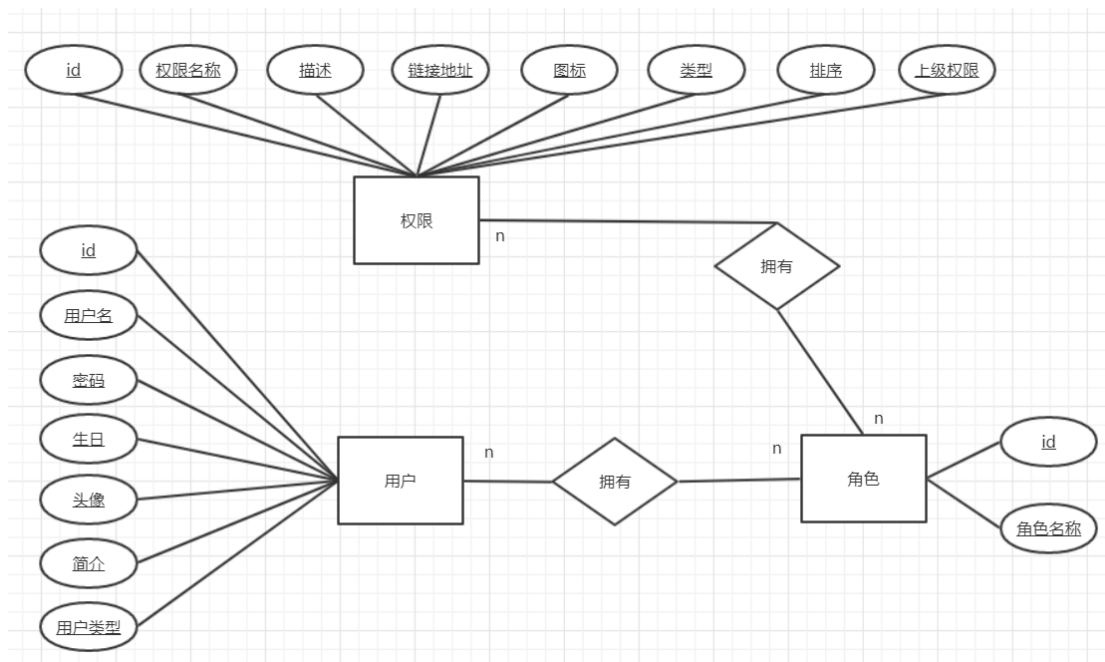 id
权限名称
描述
链接地址
图标
类型
排序
上级权限
权限
n
拥有
id
用户名
密码
生日
头像
简介
用户类型
用户
n
拥有
n
n
角色
id
角色名称